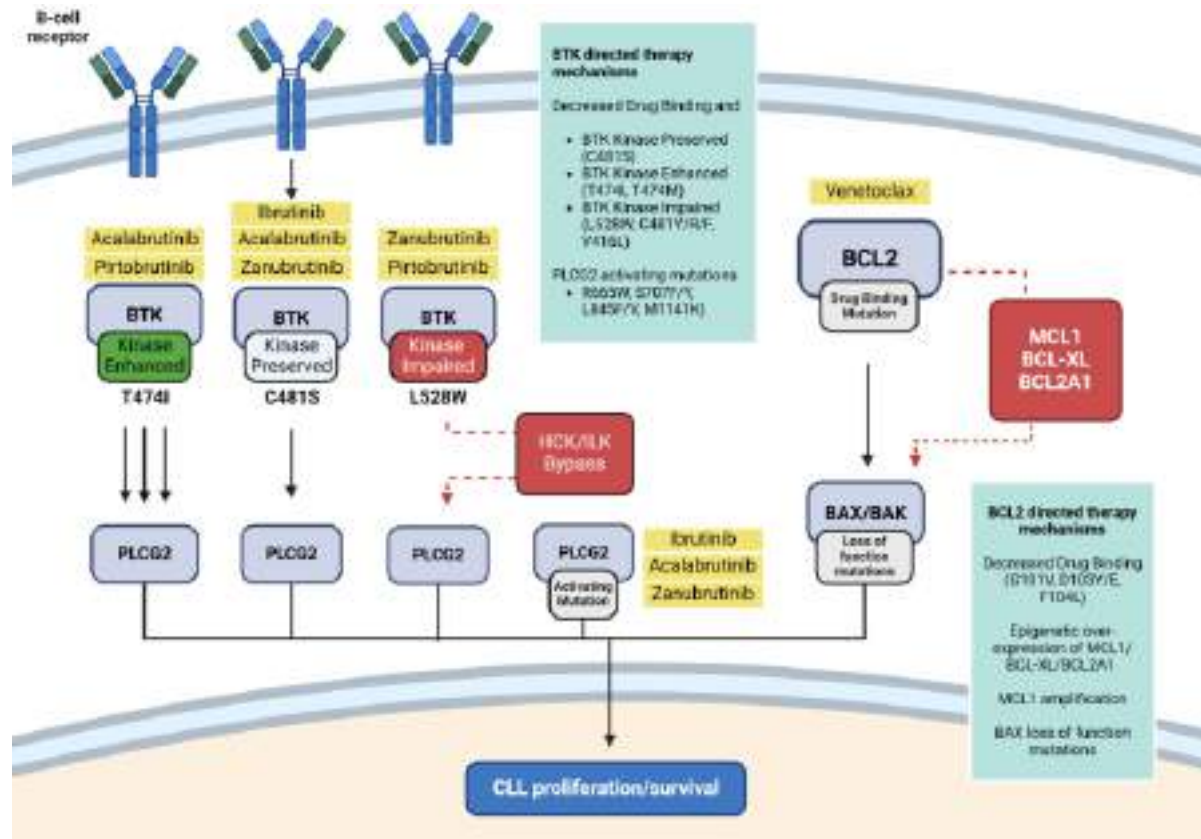 B-cell
receptor
BTK directed therapy
mechanisms
Decreased Drug Binding and
• BTK Kinase Preserved
(C481S)
• BTK Kinase Enhanced
(T474I, T474M)
• BTK Kinase Impaired
(L528W, C481Y/R/F,
V416L)
PLCG2 activating mutations
• R665W, S707F/Y,
L845F/V, M1141K)
Acalabrutinib
Pirtobrutinib
BTK
Kinase
Enhanced
T474I
PLCG2
Ibrutinib
Acalabrutinib
Zanubrutinib
BTK
Kinase
Preserved
C481S
PLCG2
Zanubrutinib
Pirtobrutinib
BTK
Kinase
Impaired
L528W
HCK/ILK
Bypass
PLCG2
PLCG2
Activating
Mutation
Ibrutinib
Acalabrutinib
Zanubrutinib
Venetoclax
BCL2
Drug Binding
Mutation
MCL1
BCL-XL
BCL2A1
BAX/BAK
Loss of
function
mutations
BCL2 directed therapy
mechanisms
Decreased Drug Binding
(G101V, D103Y/E,
F104L)
Epigenetic over-
expression of MCL1/
BCL-XL/BCL2A1
MCL1 amplification
BAX loss of function
mutations
CLL proliferation/survival